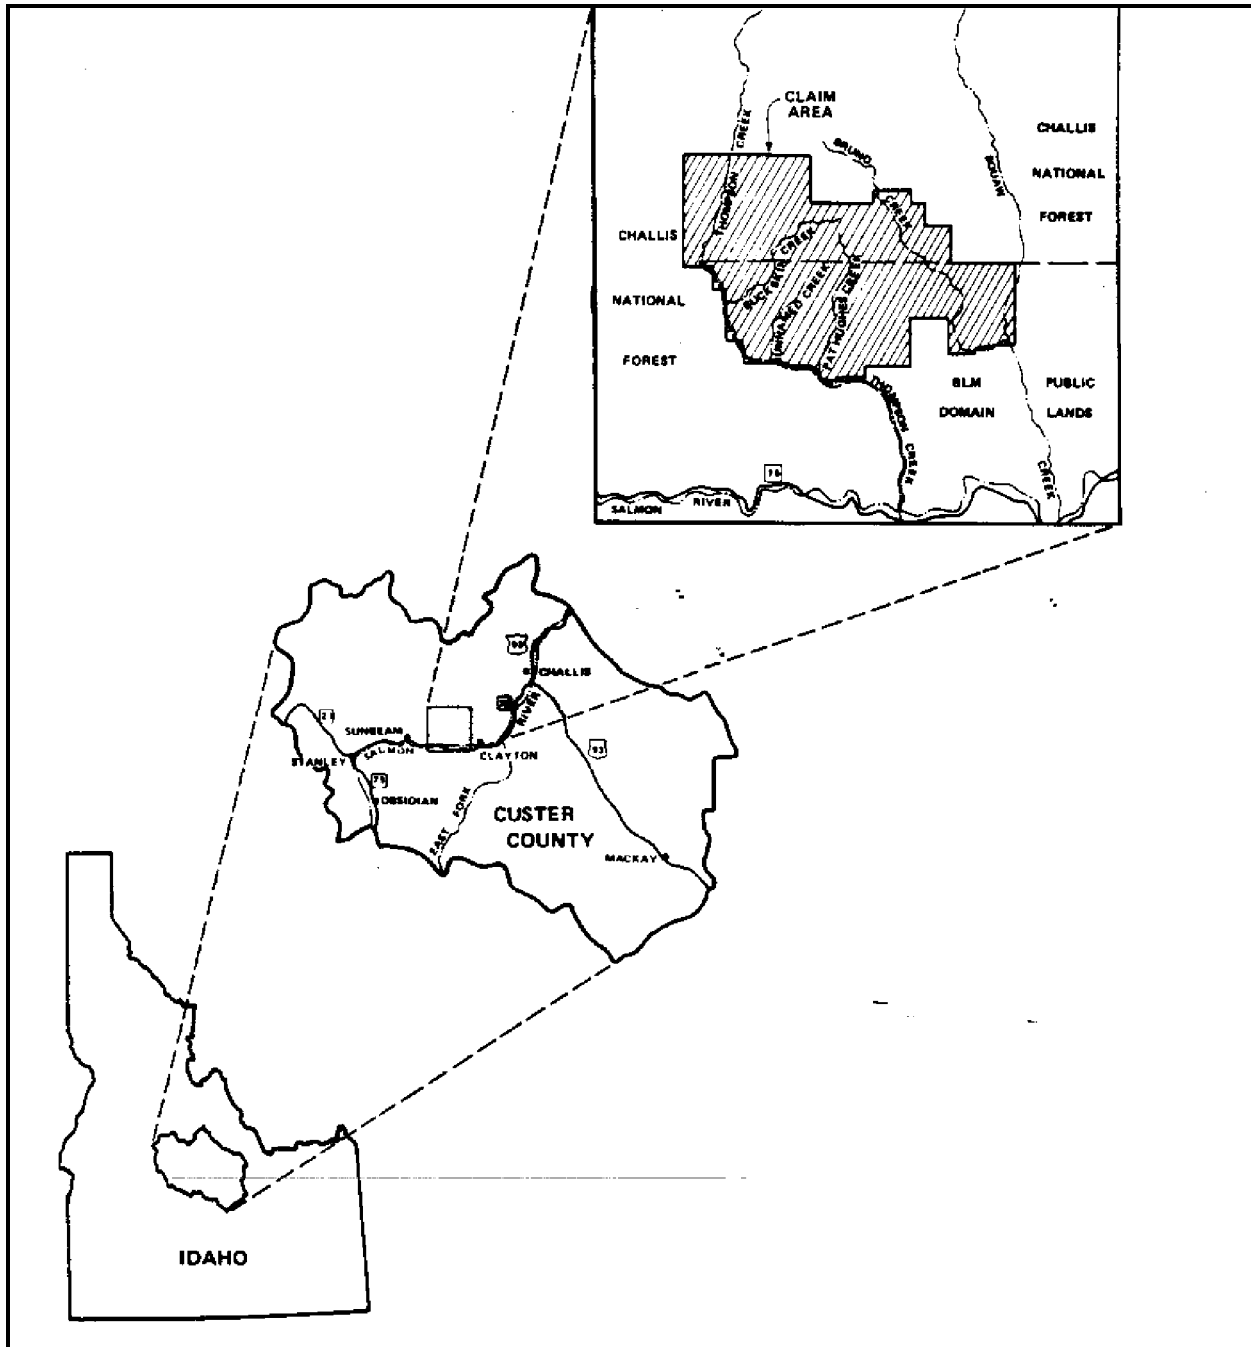 CLAIM
AREA
THOMPSON CREEK
BRUNO CREEK
SQUAW CREEK
CHALLIS
NATIONAL
FOREST
CHALLIS
NATIONAL
FOREST
BUCKSKIN CREEK
UNNAMED CREEK
PAT HUGHES CREEK
THOMPSON CREEK
BLM
DOMAIN
PUBLIC
LANDS
SALMON RIVER
93
CHALLIS
RIVER
21
SUNBEAM
SALMON
STANLEY
CLAYTON
93
75
OBSIDIAN
EAST FORK
CUSTER
COUNTY
MACKAY
IDAHO